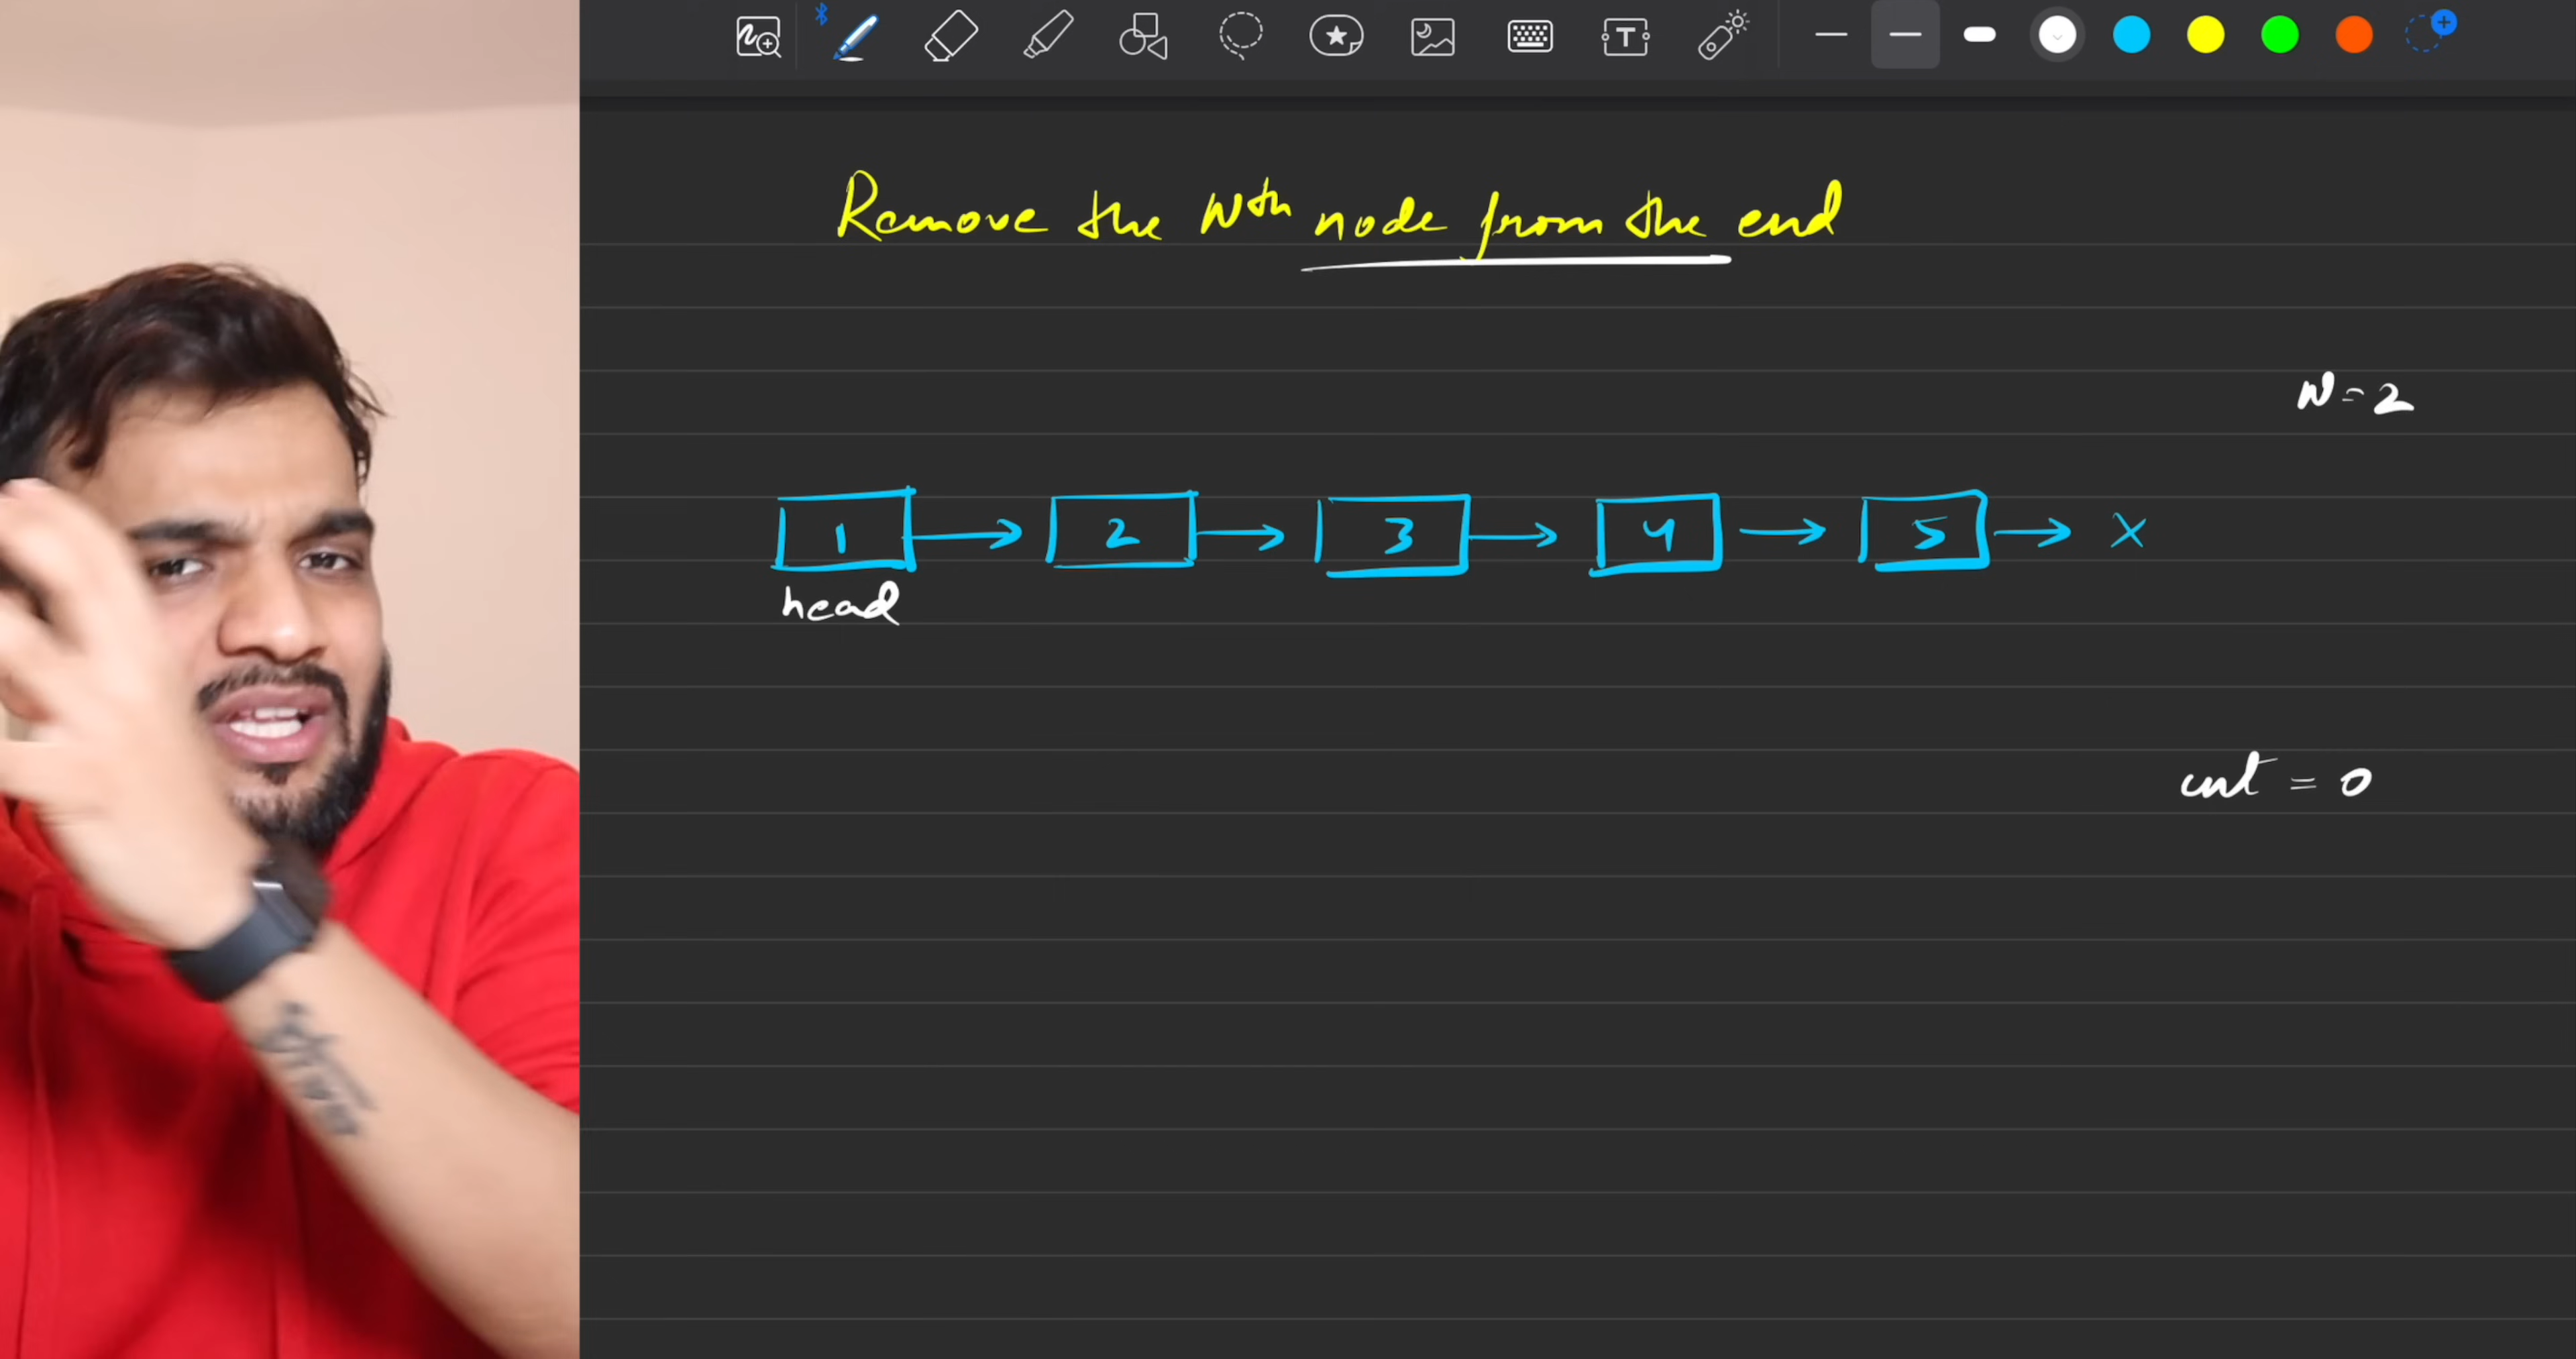 Remove the Nth node from the end
N = 2
1 → 2 → 3 → 4 → 5 → x
head
cnt = 0